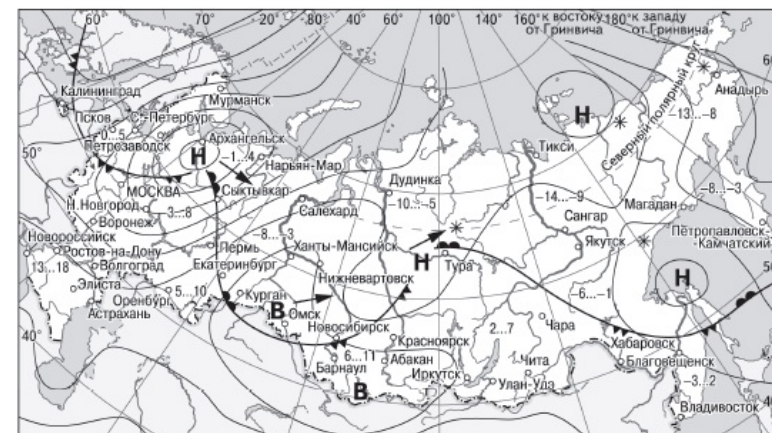 60° 70° 20° 80° 40° 60° 80° 100° 140° 160° к востоку 180° к западу
от Гринвича от Гринвича
Северный полярный круг
60
Калининград
Мурманск
Анадырь
Псков
С.-Петербург
–13...–8
0...5
Архангельск
Н
Петрозаводск
Н
–1...4
Нарьян-Мар
Тикси
50°
Дудинка
МОСКВА
Сыктывкар
–14...–9
–8...–3
Н.Новгород
3...8
Салехард
–10...–5
Магадан
Воронеж
Сангар
Петропавловск-
Камчатский
Новороссийск
Пермь
–8...–3
Ханты-Мансийск
Якутск
Ростов-на-Дону
Екатеринбург
Н
Тура
Н
13...18
Волгоград
Нижневартовск
50
Элиста
5...10
Курган
В
–6...–1
Астрахань
Оренбург
Омск
Чара
40°
Новосибирск
2...7
Хабаровск
Красноярск
6...11
Барнаул
Абакан
Чита
Благовещенск
Иркутск
Улан-Удэ
–3...2
В
Владивосток
40